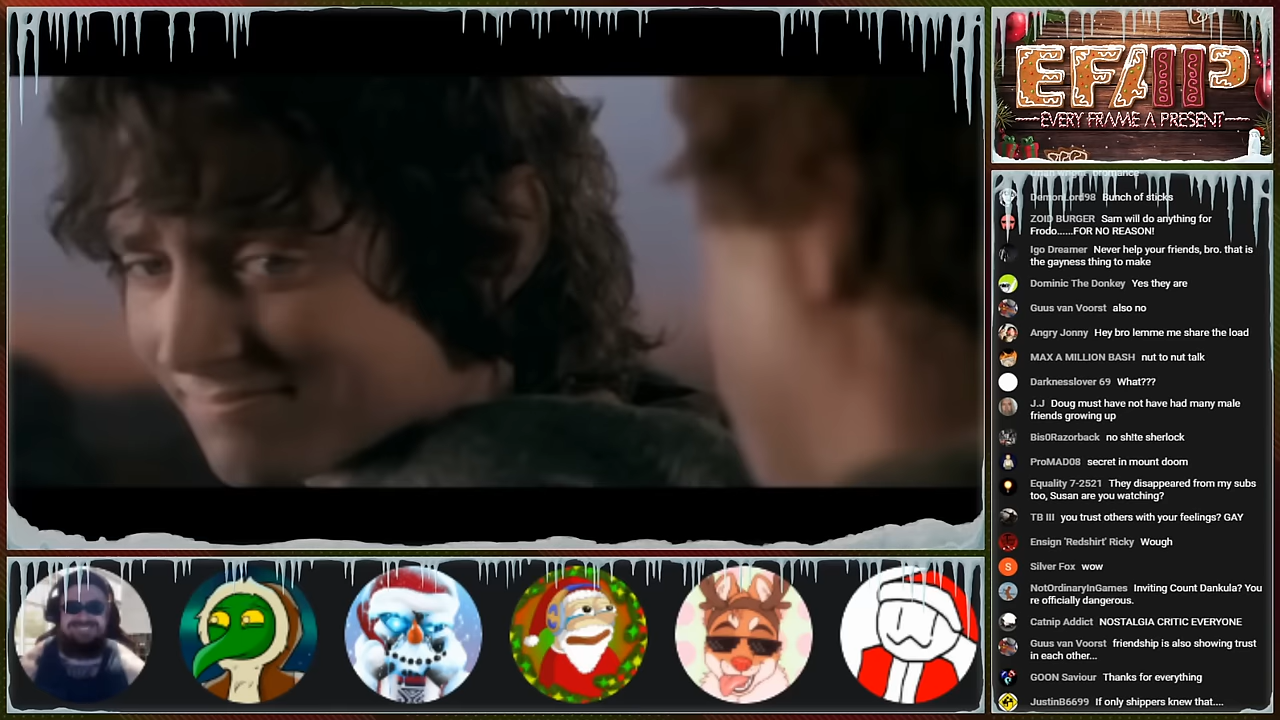 EFAP
EVERY FRAME A PRESENT
bromance
DemonLord98 Bunch of sticks
ZOID BURGER Sam will do anything for
Frodo......FOR NO REASON!
Igo Dreamer Never help your friends, bro. that is
the gayness thing to make
Dominic The Donkey Yes they are
Guus van Voorst also no
Angry Jonny Hey bro lemme me share the load
MAX A MILLION BASH nut to nut talk
Darknesslover 69 What???
J.J Doug must have not have had many male
friends growing up
Bis0Razorback no sh!te sherlock
ProMAD08 secret in mount doom
Equality 7-2521 They disappeared from my subs
too, Susan are you watching?
TB III you trust others with your feelings? GAY
Ensign 'Redshirt' Ricky Wough
S
Silver Fox wow
NotOrdinaryInGames Inviting Count Dankula? You
re officially dangerous.
Catnip Addict NOSTALGIA CRITIC EVERYONE
Guus van Voorst friendship is also showing trust
in each other...
GOON Saviour Thanks for everything
JustinB6699 If only shippers knew that....